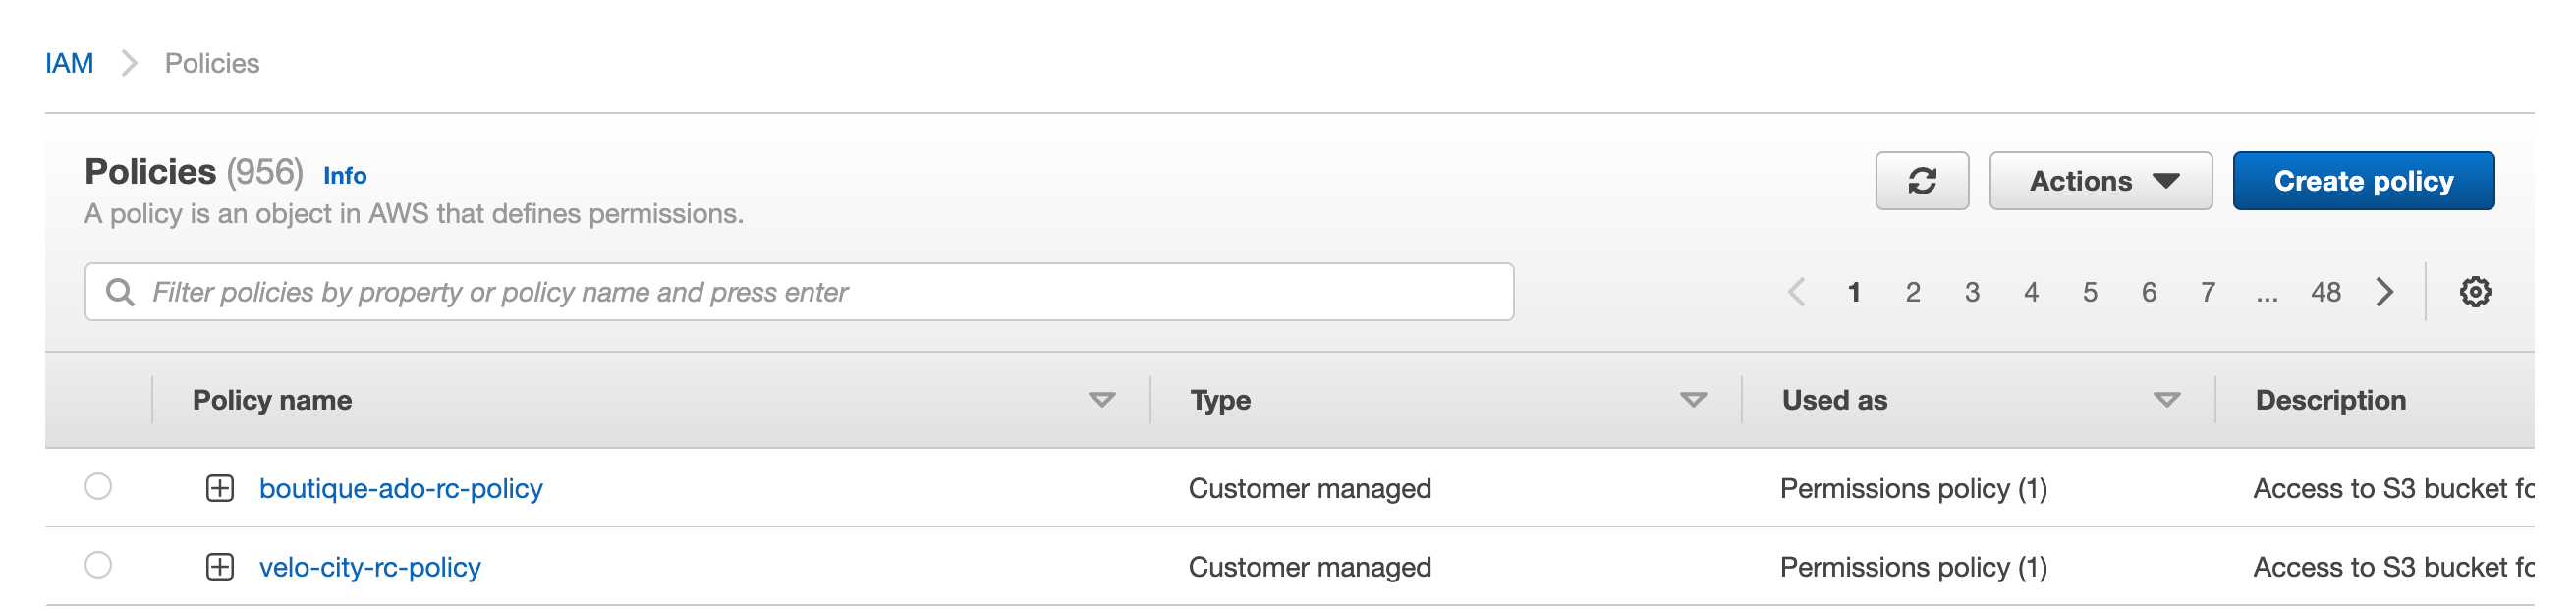 IAM > Policies
Policies (956) Info
A policy is an object in AWS that defines permissions.
Actions
Create policy
Filter policies by property or policy name and press enter
1 2 3 4 5 6 7 ... 48
Policy name Type Used as Description
boutique-ado-rc-policy Customer managed Permissions policy (1) Access to S3 bucket
velo-city-rc-policy Customer managed Permissions policy (1) Access to S3 bucket